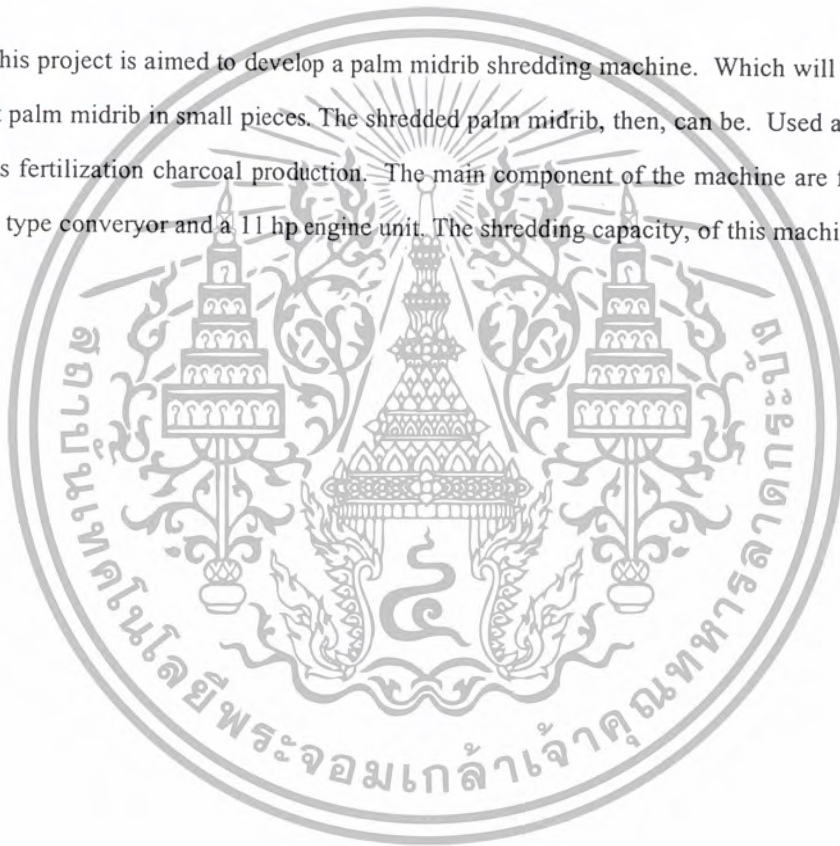 his project is aimed to develop a palm midrib shredding machine. Which will
palm midrib in small pieces. The shredded palm midrib, then, can be. Used a
s fertilization charcoal production. The main component of the machine are f
type converyor and a 11 hp engine unit. The shredding capacity, of this machi
สถาบันเทคโนโลยีพระจอมเกล้าเจ้าคุณทหารลาดกระบัง